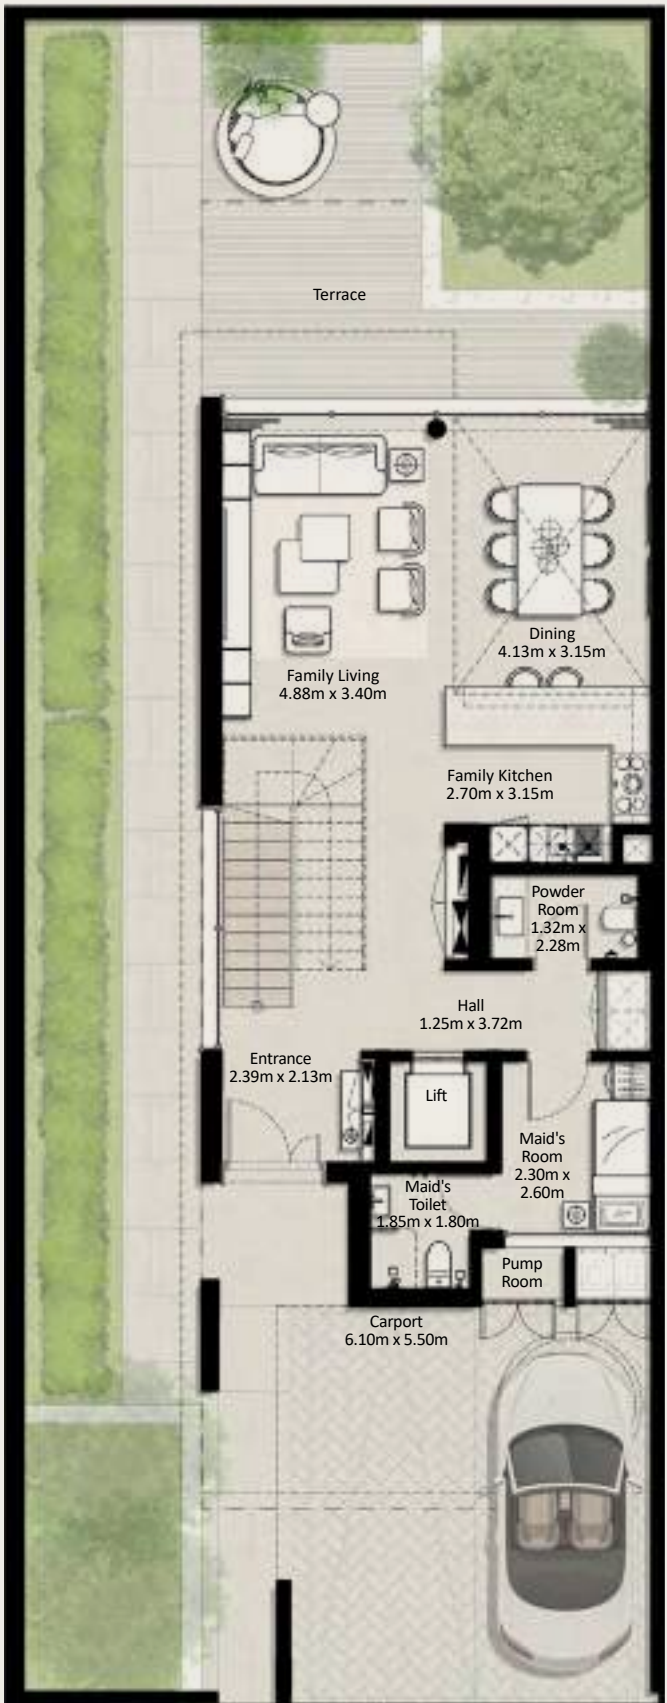 Terrace
Dining
4.13m x 3.15m
Family Living
4.88m x 3.40m
Family Kitchen
2.70m x 3.15m
Powder
Room
1.32m x
2.28m
Hall
1.25m x 3.72m
Entrance
2.39m x 2.13m
Lift
Maid's
Room
2.30m x
2.60m
Maid's
Toilet
1.85m x 1.80m
Pump
Room
Carport
6.10m x 5.50m